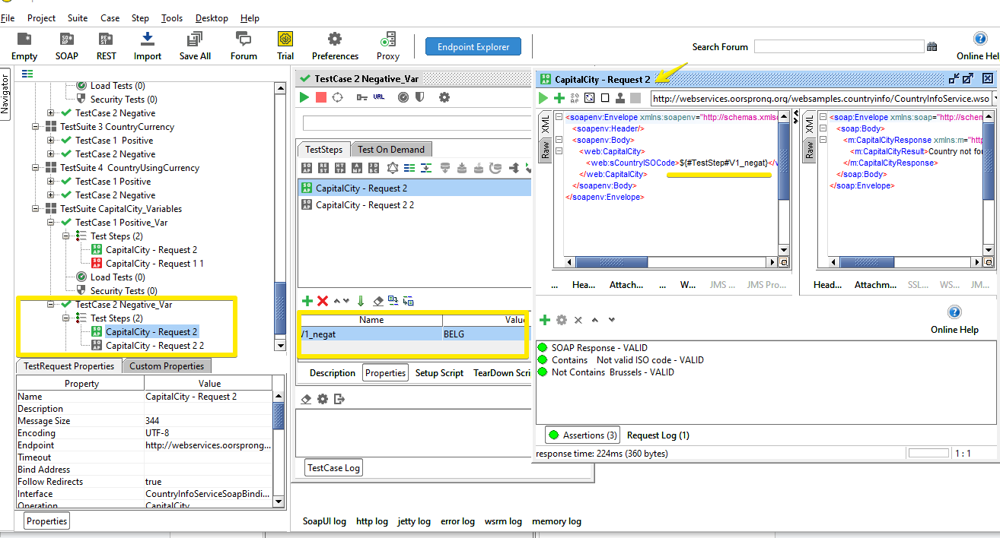 File Project Suite Case Step Tools Desktop Help
Empty SOAP REST Import Save All Forum Trial Preferences Proxy Endpoint Explorer Search Forum Online Hel
Navigator
Load Tests (0)
Security Tests (0)
TestCase 2 Negative
TestSuite 3 CountryCurrency
TestCase 1 Positive
TestCase 2 Negative
TestSuite 4 CountryUsingCurrency
TestCase 1 Positive
TestCase 2 Negative
TestSuite CapitalCity_Variables
TestCase 1 Positive_Var
Test Steps (2)
CapitalCity - Request 2
CapitalCity - Request 1 1
Load Tests (0)
Security Tests (0)
TestCase 2 Negative_Var
Test Steps (2)
CapitalCity - Request 2
CapitalCity - Request 2 2
TestRequest Properties Custom Properties
Property Value
Name CapitalCity - Request 2
Description
Message Size 344
Encoding UTF-8
Endpoint http://webservices.oorsprong...
Timeout
Bind Address
Follow Redirects true
Interface CountryInfoServiceSoapBindi...
Operation CapitalCity
Properties
TestCase 2 Negative_Var
URL
TestSteps Test On Demand
CapitalCity - Request 2
CapitalCity - Request 2 2
Name Value
V1_negat BELG
Description Properties Setup Script TearDown Scri
TestCase Log
CapitalCity - Request 2
http://webservices.oorsprong.org/websamples.countryinfo/CountryInfoService.wso
XML
Raw
<soapenv:Envelope xmlns:soapenv="http://schemas.xmlso
<soapenv:Header/>
<soapenv:Body>
<web:CapitalCity>
<web:sCountryISOCode>${#TestStep#V1_negat}</v
</web:CapitalCity>
</soapenv:Body>
</soapenv:Envelope>
XML
Raw
<soap:Envelope xmlns:soap="http://schem
<soap:Body>
<m:CapitalCityResponse xmlns:m="htt
<m:CapitalCityResult>Country not fo
</m:CapitalCityResponse>
</soap:Body>
</soap:Envelope>
... Hea... Attach... ... W... JMS ... JMS Pro...
Head... Attachm... SSL... WS... JM...
Online Help
SOAP Response - VALID
Contains Not valid ISO code - VALID
Not Contains Brussels - VALID
Assertions (3) Request Log (1)
response time: 224ms (360 bytes) 1 : 1
SoapUI log http log jetty log error log wsrm log memory log